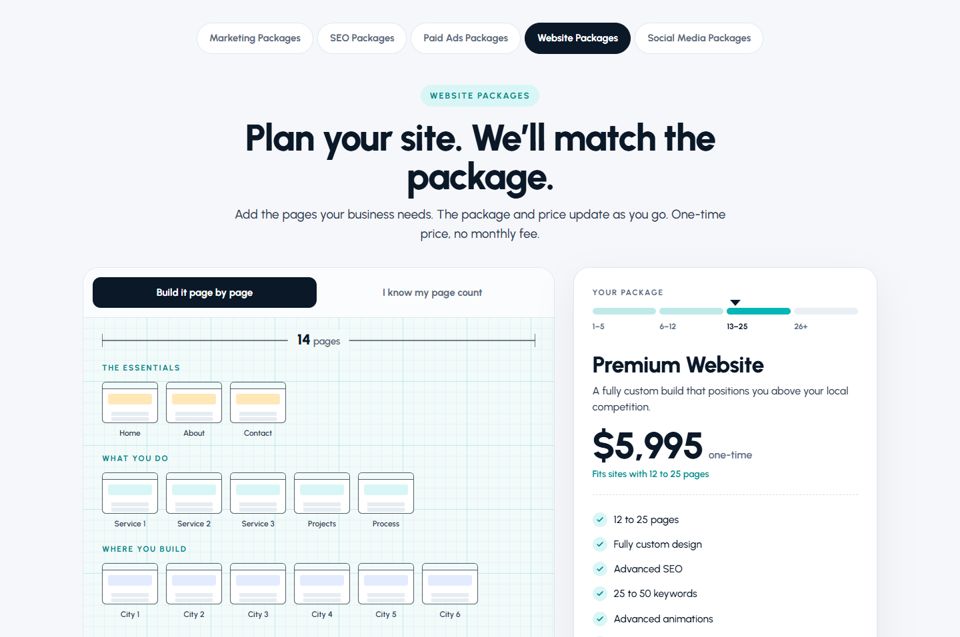 Marketing Packages
SEO Packages
Paid Ads Packages
Website Packages
Social Media Packages
WEBSITE PACKAGES
Plan your site. We’ll match the
package.
Add the pages your business needs. The package and price update as you go. One-time
price, no monthly fee.
Build it page by page
I know my page count
14 pages
THE ESSENTIALS
Home
About
Contact
WHAT YOU DO
Service 1
Service 2
Service 3
Projects
Process
WHERE YOU BUILD
City 1
City 2
City 3
City 4
City 5
City 6
YOUR PACKAGE
1–5
6–12
13–25
26+
Premium Website
A fully custom build that positions you above your local
competition.
$5,995 one-time
Fits sites with 12 to 25 pages
12 to 25 pages
Fully custom design
Advanced SEO
25 to 50 keywords
Advanced animations